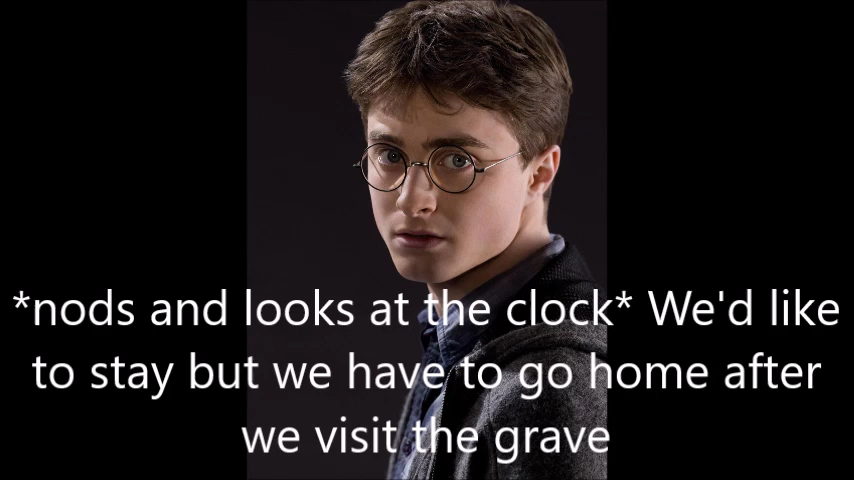 *nods and looks at the clock* We'd like
to stay but we have to go home after
we visit the grave